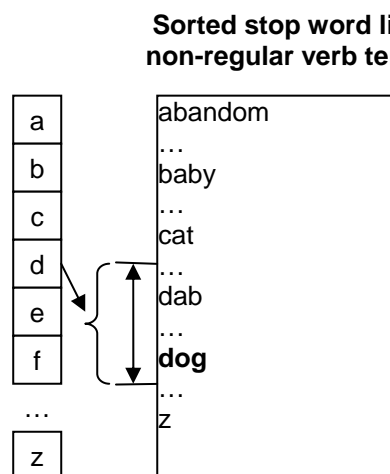 Sorted stop word li
non-regular verb te
a
b
c
d
e
f
…
z
abandom
…
baby
…
cat
…
dab
…
dog
…
z